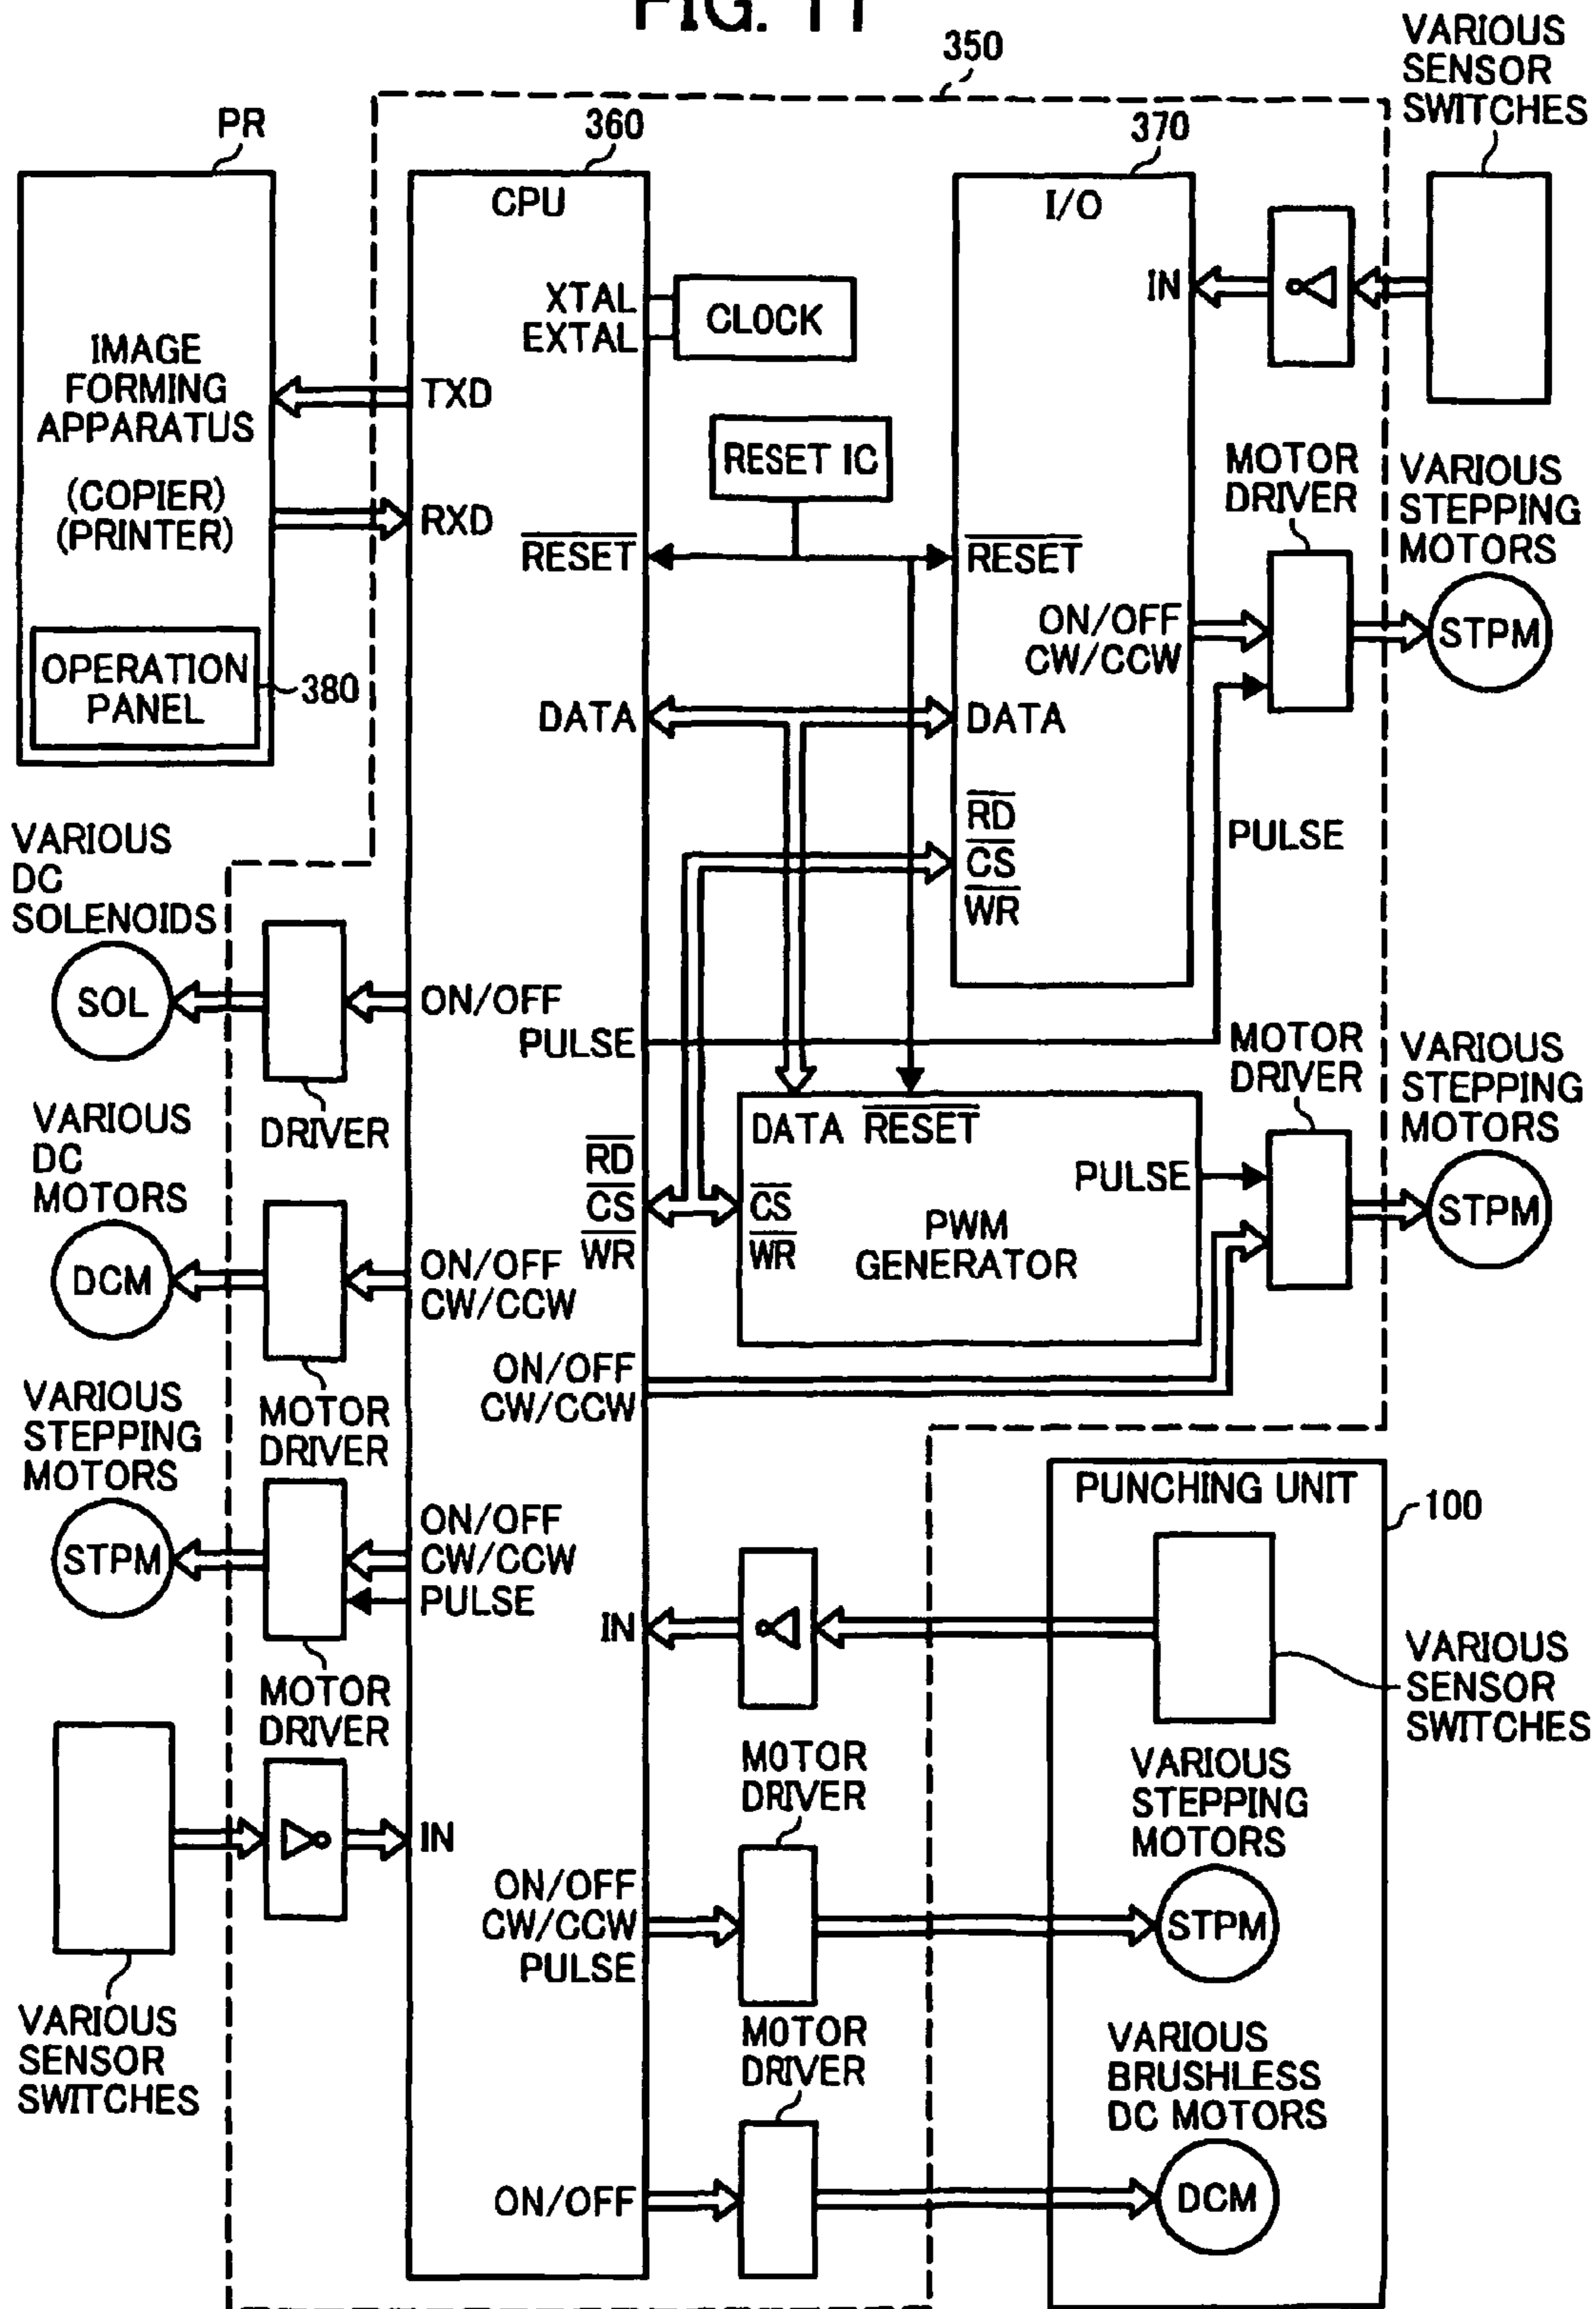 FIG. 11
350
VARIOUS
SENSOR
SWITCHES
PR
360
370
CPU
I/O
IMAGE
FORMING
APPARATUS
(COPIER)
(PRINTER)
OPERATION
PANEL
380
XTAL
EXTAL
CLOCK
IN
TXD
RXD
RESET IC
RESET
RESET
MOTOR
DRIVER
VARIOUS
STEPPING
MOTORS
ON/OFF
CW/CCW
STPM
DATA
DATA
RD
CS
WR
PULSE
VARIOUS
DC
SOLENOIDS
SOL
DRIVER
ON/OFF
PULSE
MOTOR
DRIVER
VARIOUS
STEPPING
MOTORS
DATA RESET
PULSE
CS
WR
PWM
GENERATOR
STPM
RD
CS
WR
VARIOUS
DC
MOTORS
DCM
ON/OFF
CW/CCW
MOTOR
DRIVER
ON/OFF
CW/CCW
VARIOUS
STEPPING
MOTORS
STPM
ON/OFF
CW/CCW
PULSE
MOTOR
DRIVER
PUNCHING UNIT
100
IN
VARIOUS
SENSOR
SWITCHES
IN
VARIOUS
SENSOR
SWITCHES
MOTOR
DRIVER
VARIOUS
STEPPING
MOTORS
ON/OFF
CW/CCW
PULSE
STPM
MOTOR
DRIVER
VARIOUS
BRUSHLESS
DC MOTORS
ON/OFF
DCM